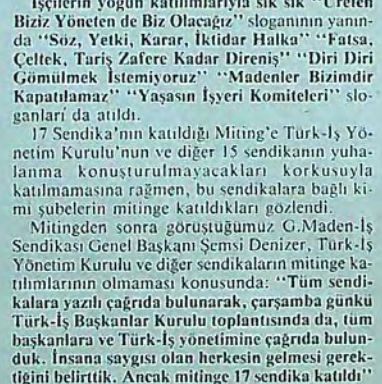 İşçilerin yoğun katılımlarıyla sık sık "Üreten
Biziz Yöneten de Biz Olacağız" sloganının yanın-
da "Söz, Yetki, Karar, İktidar Halka" "Fatsa,
Çeltek, Tariş Zafere Kadar Direniş" "Diri Diri
Gömülmek İstemiyoruz" "Madenler Bizimdir
Kapatılamaz" "Yaşasın İşyeri Komiteleri" slo-
ganları da atıldı.
17 Sendika'nın katıldığı Miting'e Türk-İş Yö-
netim Kurulu'nun ve diğer 15 sendikanın yuha-
lanma konuşturulmayacakları korkusuyla
katılmamasına rağmen, bu sendikalara bağlı ki-
mi şubelerin mitinge katıldıkları gözlendi.
Mitingden sonra görüştüğümüz G.Maden-İş
Sendikası Genel Başkanı Şemsi Denizer, Türk-İş
Yönetim Kurulu ve diğer sendikaların mitinge ka-
tılımlarının olmaması konusunda: "Tüm sendi-
kalara yazılı çağrıda bulunarak, çarşamba günkü
Türk-İş Başkanlar Kurulu toplantısında da, tüm
başkanlara ve Türk-İş yönetimine çağrıda bulun-
duk. İnsana saygısı olan herkesin gelmesi gerek-
tiğini belirttik. Ancak mitinge 17 sendika katıldı"